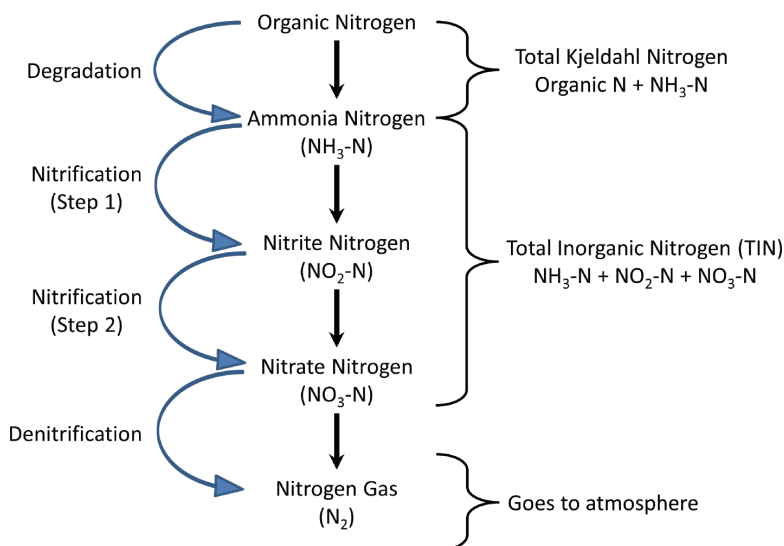 Organic Nitrogen
Degradation
Total Kjeldahl Nitrogen
Organic N + NH₃-N
Ammonia Nitrogen
(NH₃-N)
Nitrification
(Step 1)
Nitrite Nitrogen
(NO₂-N)
Total Inorganic Nitrogen (TIN)
NH₃-N + NO₂-N + NO₃-N
Nitrification
(Step 2)
Nitrate Nitrogen
(NO₃-N)
Denitrification
Nitrogen Gas
(N₂)
Goes to atmosphere